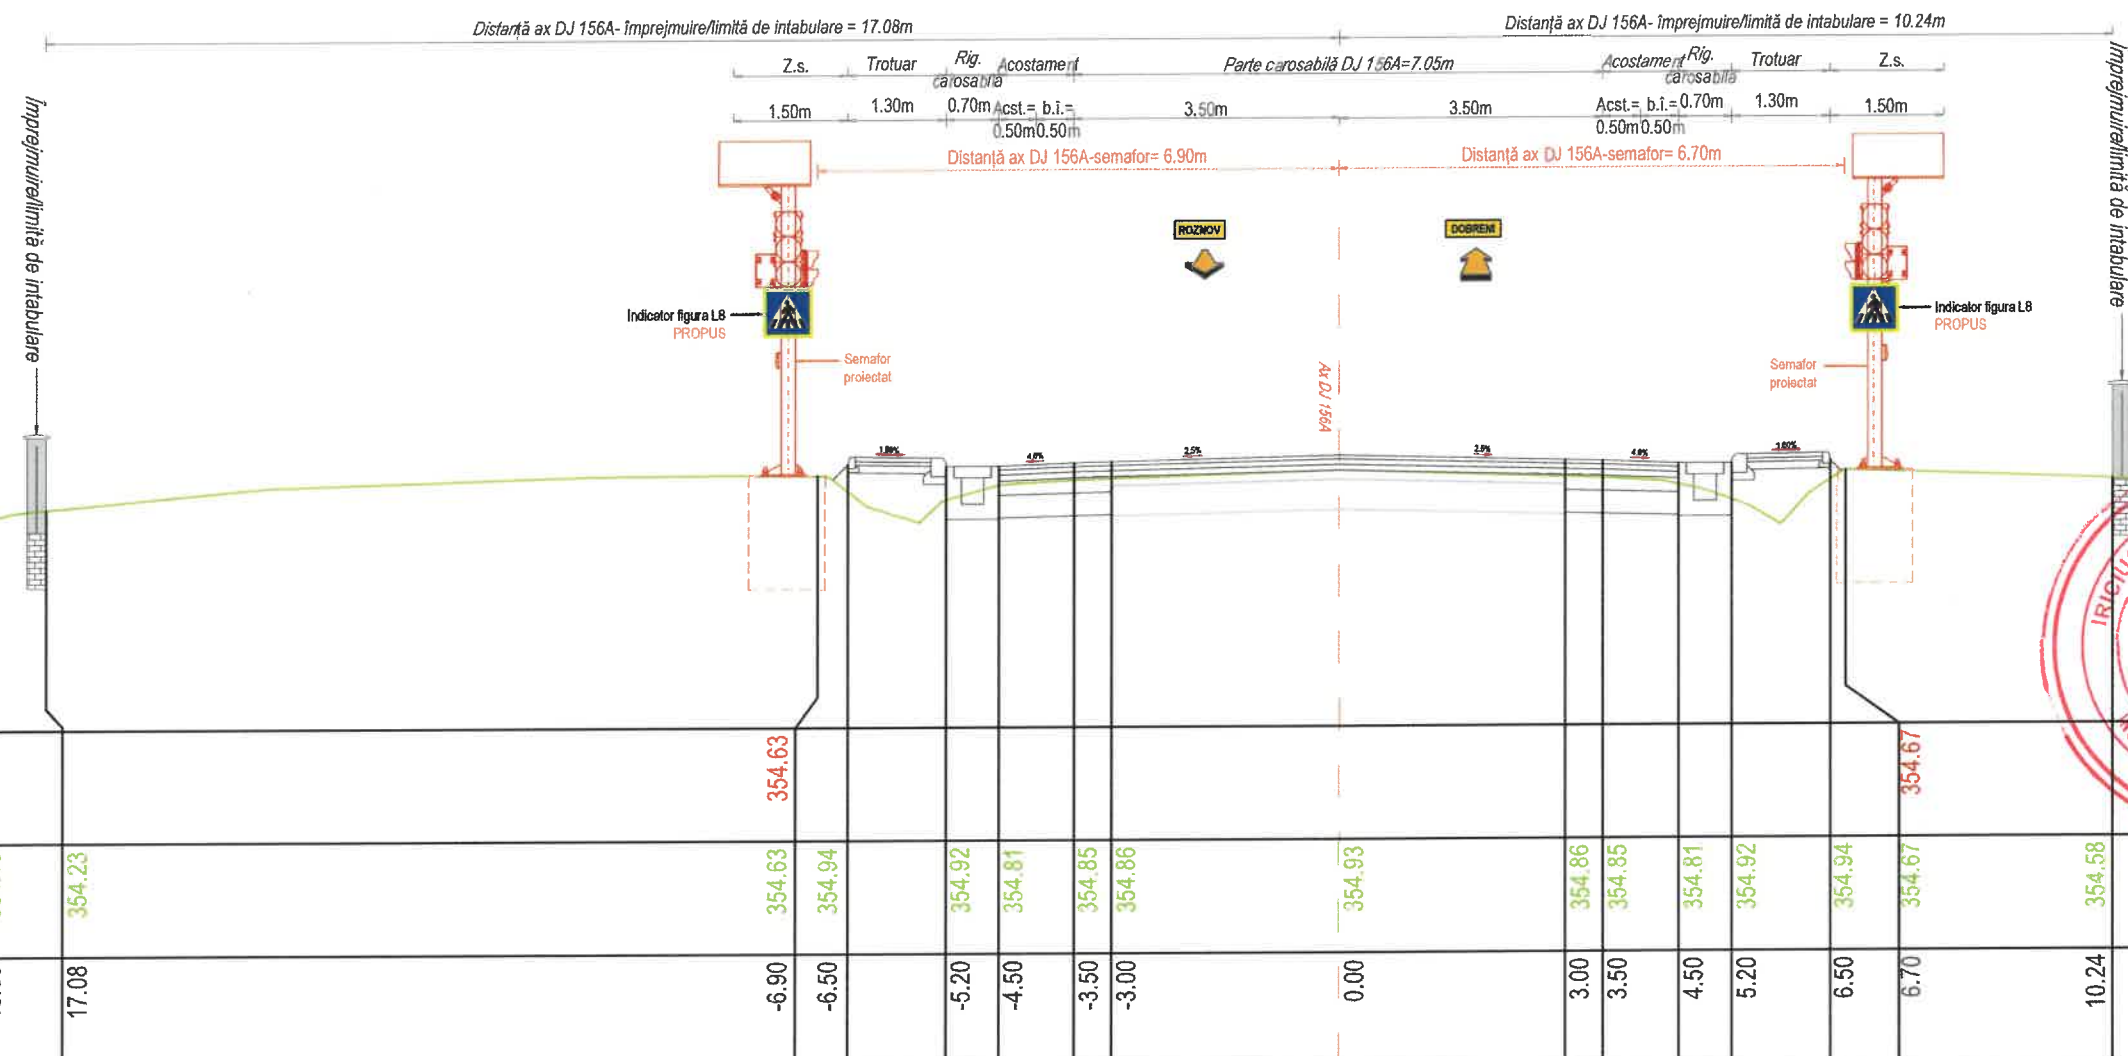 Distanță ax DJ 156A- împrejmuire/limită de intabulare = 17.08m
Distanță ax DJ 156A- împrejmuire/limită de intabulare = 10.24m
Z.s.
Trotuar
Rig. carosabila
Acostament
Parte carosabilă DJ 156A=7.05m
Acostament
Rig. carosabila
Trotuar
Z.s.
1.50m
1.30m
0.70m
Acst.=
0.50m
b.î.=
0.50m
3.50m
3.50m
Acst.=
0.50m
b.î.=
0.50m
0.70m
1.30m
1.50m
Distanță ax DJ 156A-semafor= 6.90m
Distanță ax DJ 156A-semafor= 6.70m
Împrejmuire/limită de intabulare
Împrejmuire/limită de intabulare
ROZNOV
DOBRENI
Indicator figura L8
PROPUS
Semafor
proiectat
Ax DJ 156A
Semafor
proiectat
Indicator figura L8
PROPUS
4.0%
2.5%
2.5%
4.0%
354.63
354.67
354.23
354.63
354.94
354.92
354.81
354.85
354.86
354.93
354.86
354.85
354.81
354.92
354.94
354.67
354.58
17.08
-6.90
-6.50
-5.20
-4.50
-3.50
-3.00
0.00
3.00
3.50
4.50
5.20
6.50
6.70
10.24